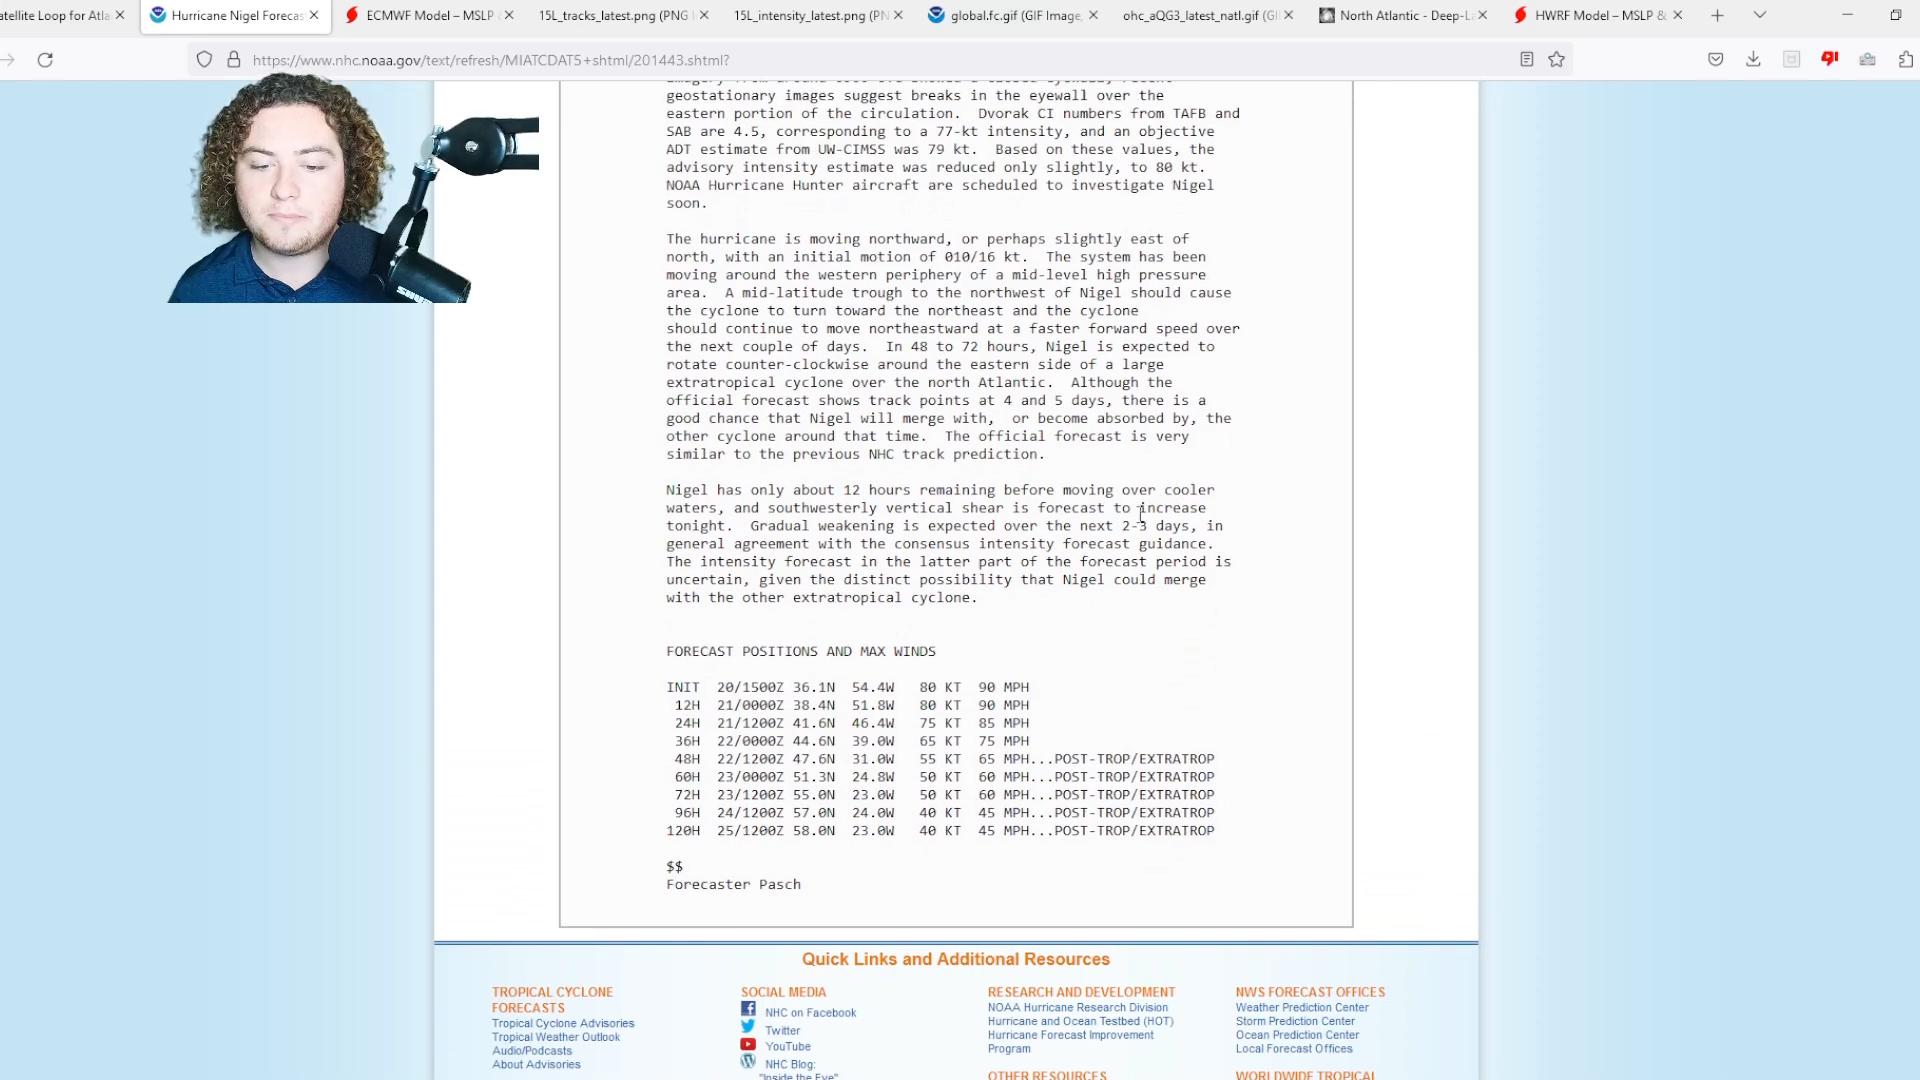 atellite Loop for Atla
Hurricane Nigel Forecas
ECMWF Model – MSLP
15L_tracks_latest.png (PNG I
15L_intensity_latest.png (PN
global.fc.gif (GIF Image,
ohc_aQG3_latest_natl.gif (GI
North Atlantic - Deep-La
HWRF Model – MSLP &
https://www.nhc.noaa.gov/text/refresh/MIATCDAT5+shtml/201443.shtml?
geostationary images suggest breaks in the eyewall over the
eastern portion of the circulation.  Dvorak CI numbers from TAFB and
SAB are 4.5, corresponding to a 77-kt intensity, and an objective
ADT estimate from UW-CIMSS was 79 kt.  Based on these values, the
advisory intensity estimate was reduced only slightly, to 80 kt.
NOAA Hurricane Hunter aircraft are scheduled to investigate Nigel
soon.
The hurricane is moving northward, or perhaps slightly east of
north, with an initial motion of 010/16 kt.  The system has been
moving around the western periphery of a mid-level high pressure
area.  A mid-latitude trough to the northwest of Nigel should cause
the cyclone to turn toward the northeast and the cyclone
should continue to move northeastward at a faster forward speed over
the next couple of days.  In 48 to 72 hours, Nigel is expected to
rotate counter-clockwise around the eastern side of a large
extratropical cyclone over the north Atlantic.  Although the
official forecast shows track points at 4 and 5 days, there is a
good chance that Nigel will merge with,  or become absorbed by, the
other cyclone around that time.  The official forecast is very
similar to the previous NHC track prediction.
Nigel has only about 12 hours remaining before moving over cooler
waters, and southwesterly vertical shear is forecast to increase
tonight.  Gradual weakening is expected over the next 2-3 days, in
general agreement with the consensus intensity forecast guidance.
The intensity forecast in the latter part of the forecast period is
uncertain, given the distinct possibility that Nigel could merge
with the other extratropical cyclone.
FORECAST POSITIONS AND MAX WINDS
INIT  20/1500Z 36.1N  54.4W   80 KT  90 MPH
12H  21/0000Z 38.4N  51.8W   80 KT  90 MPH
24H  21/1200Z 41.6N  46.4W   75 KT  85 MPH
36H  22/0000Z 44.6N  39.0W   65 KT  75 MPH
48H  22/1200Z 47.6N  31.0W   55 KT  65 MPH...POST-TROP/EXTRATROP
60H  23/0000Z 51.3N  24.8W   50 KT  60 MPH...POST-TROP/EXTRATROP
72H  23/1200Z 55.0N  23.0W   50 KT  60 MPH...POST-TROP/EXTRATROP
96H  24/1200Z 57.0N  24.0W   40 KT  45 MPH...POST-TROP/EXTRATROP
120H  25/1200Z 58.0N  23.0W   40 KT  45 MPH...POST-TROP/EXTRATROP
$$
Forecaster Pasch
Quick Links and Additional Resources
TROPICAL CYCLONE
FORECASTS
Tropical Cyclone Advisories
Tropical Weather Outlook
Audio/Podcasts
About Advisories
SOCIAL MEDIA
NHC on Facebook
Twitter
YouTube
NHC Blog:
"Inside the Eye"
RESEARCH AND DEVELOPMENT
NOAA Hurricane Research Division
Hurricane and Ocean Testbed (HOT)
Hurricane Forecast Improvement
Program
OTHER RESOURCES
NWS FORECAST OFFICES
Weather Prediction Center
Storm Prediction Center
Ocean Prediction Center
Local Forecast Offices
WORLDWIDE TROPICAL